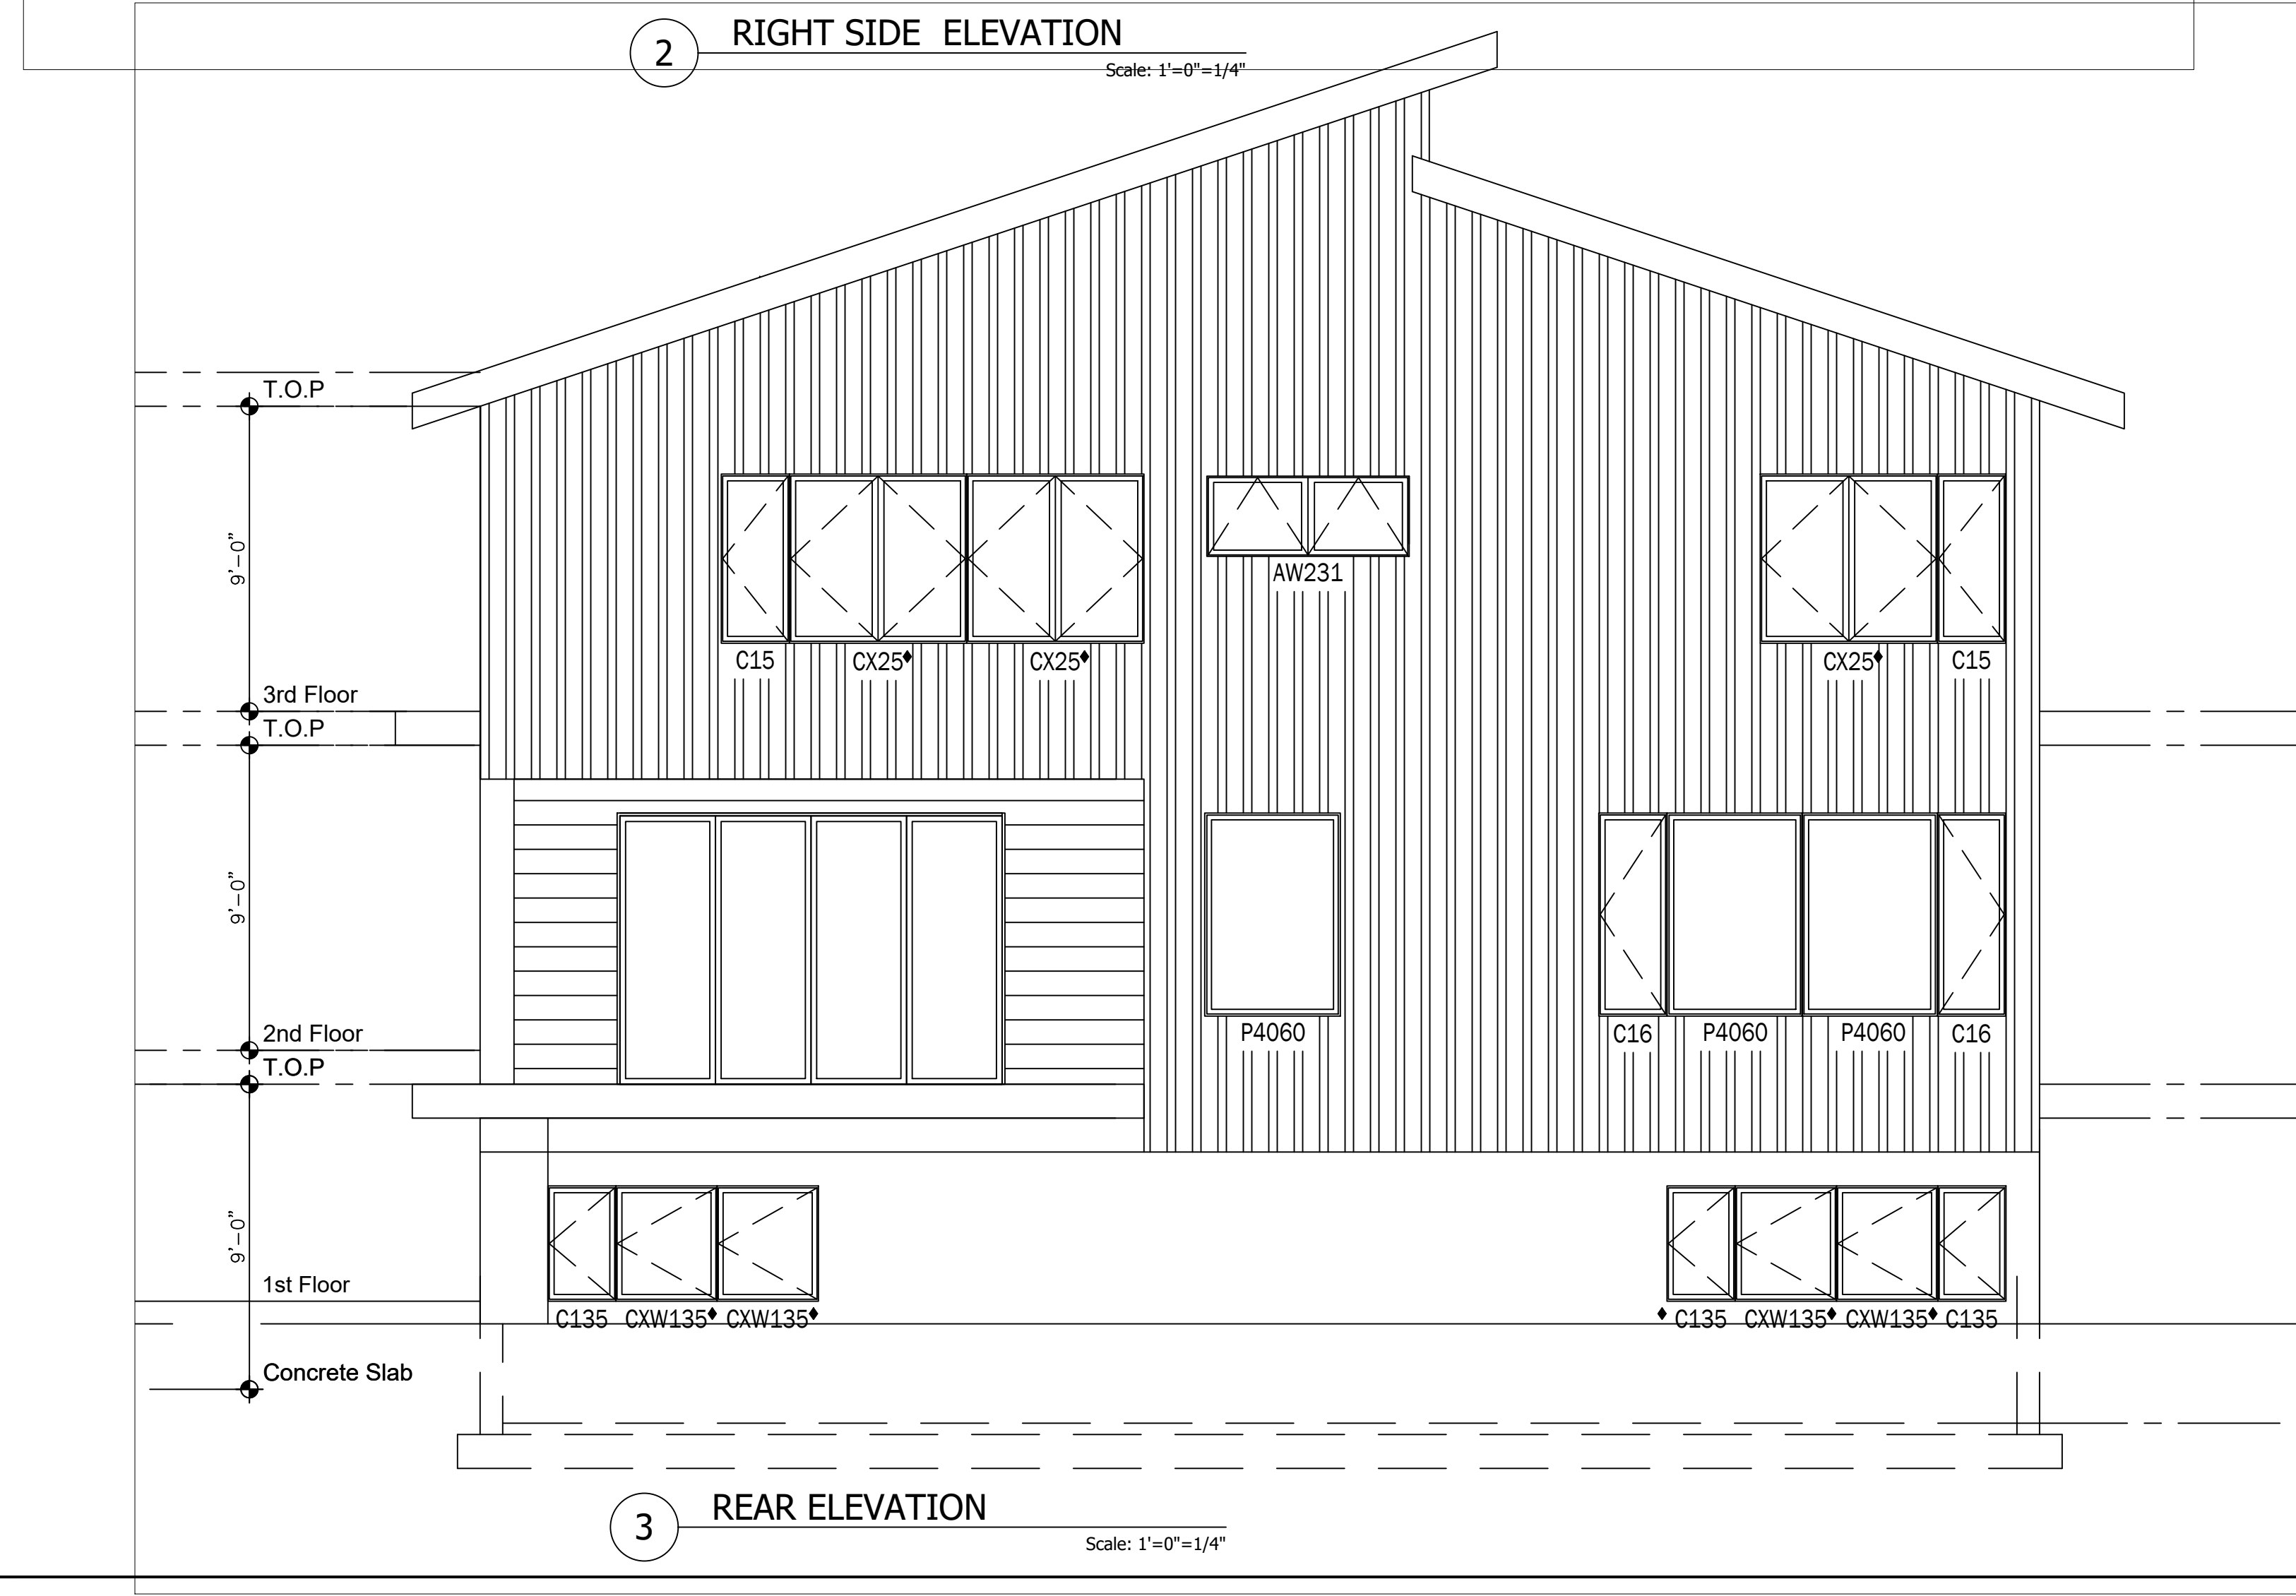 2
RIGHT SIDE ELEVATION
Scale: 1'=0"=1/4"
T.O.P
9'-0"
AW231
C15 CX25♦ CX25♦
CX25♦ C15
3rd Floor
T.O.P
9'-0"
2nd Floor
P4060
C16 P4060 P4060 C16
T.O.P
9'-0"
1st Floor
C135 CXW135♦ CXW135♦
♦ C135 CXW135♦ CXW135♦ C135
Concrete Slab
3
REAR ELEVATION
Scale: 1'=0"=1/4"